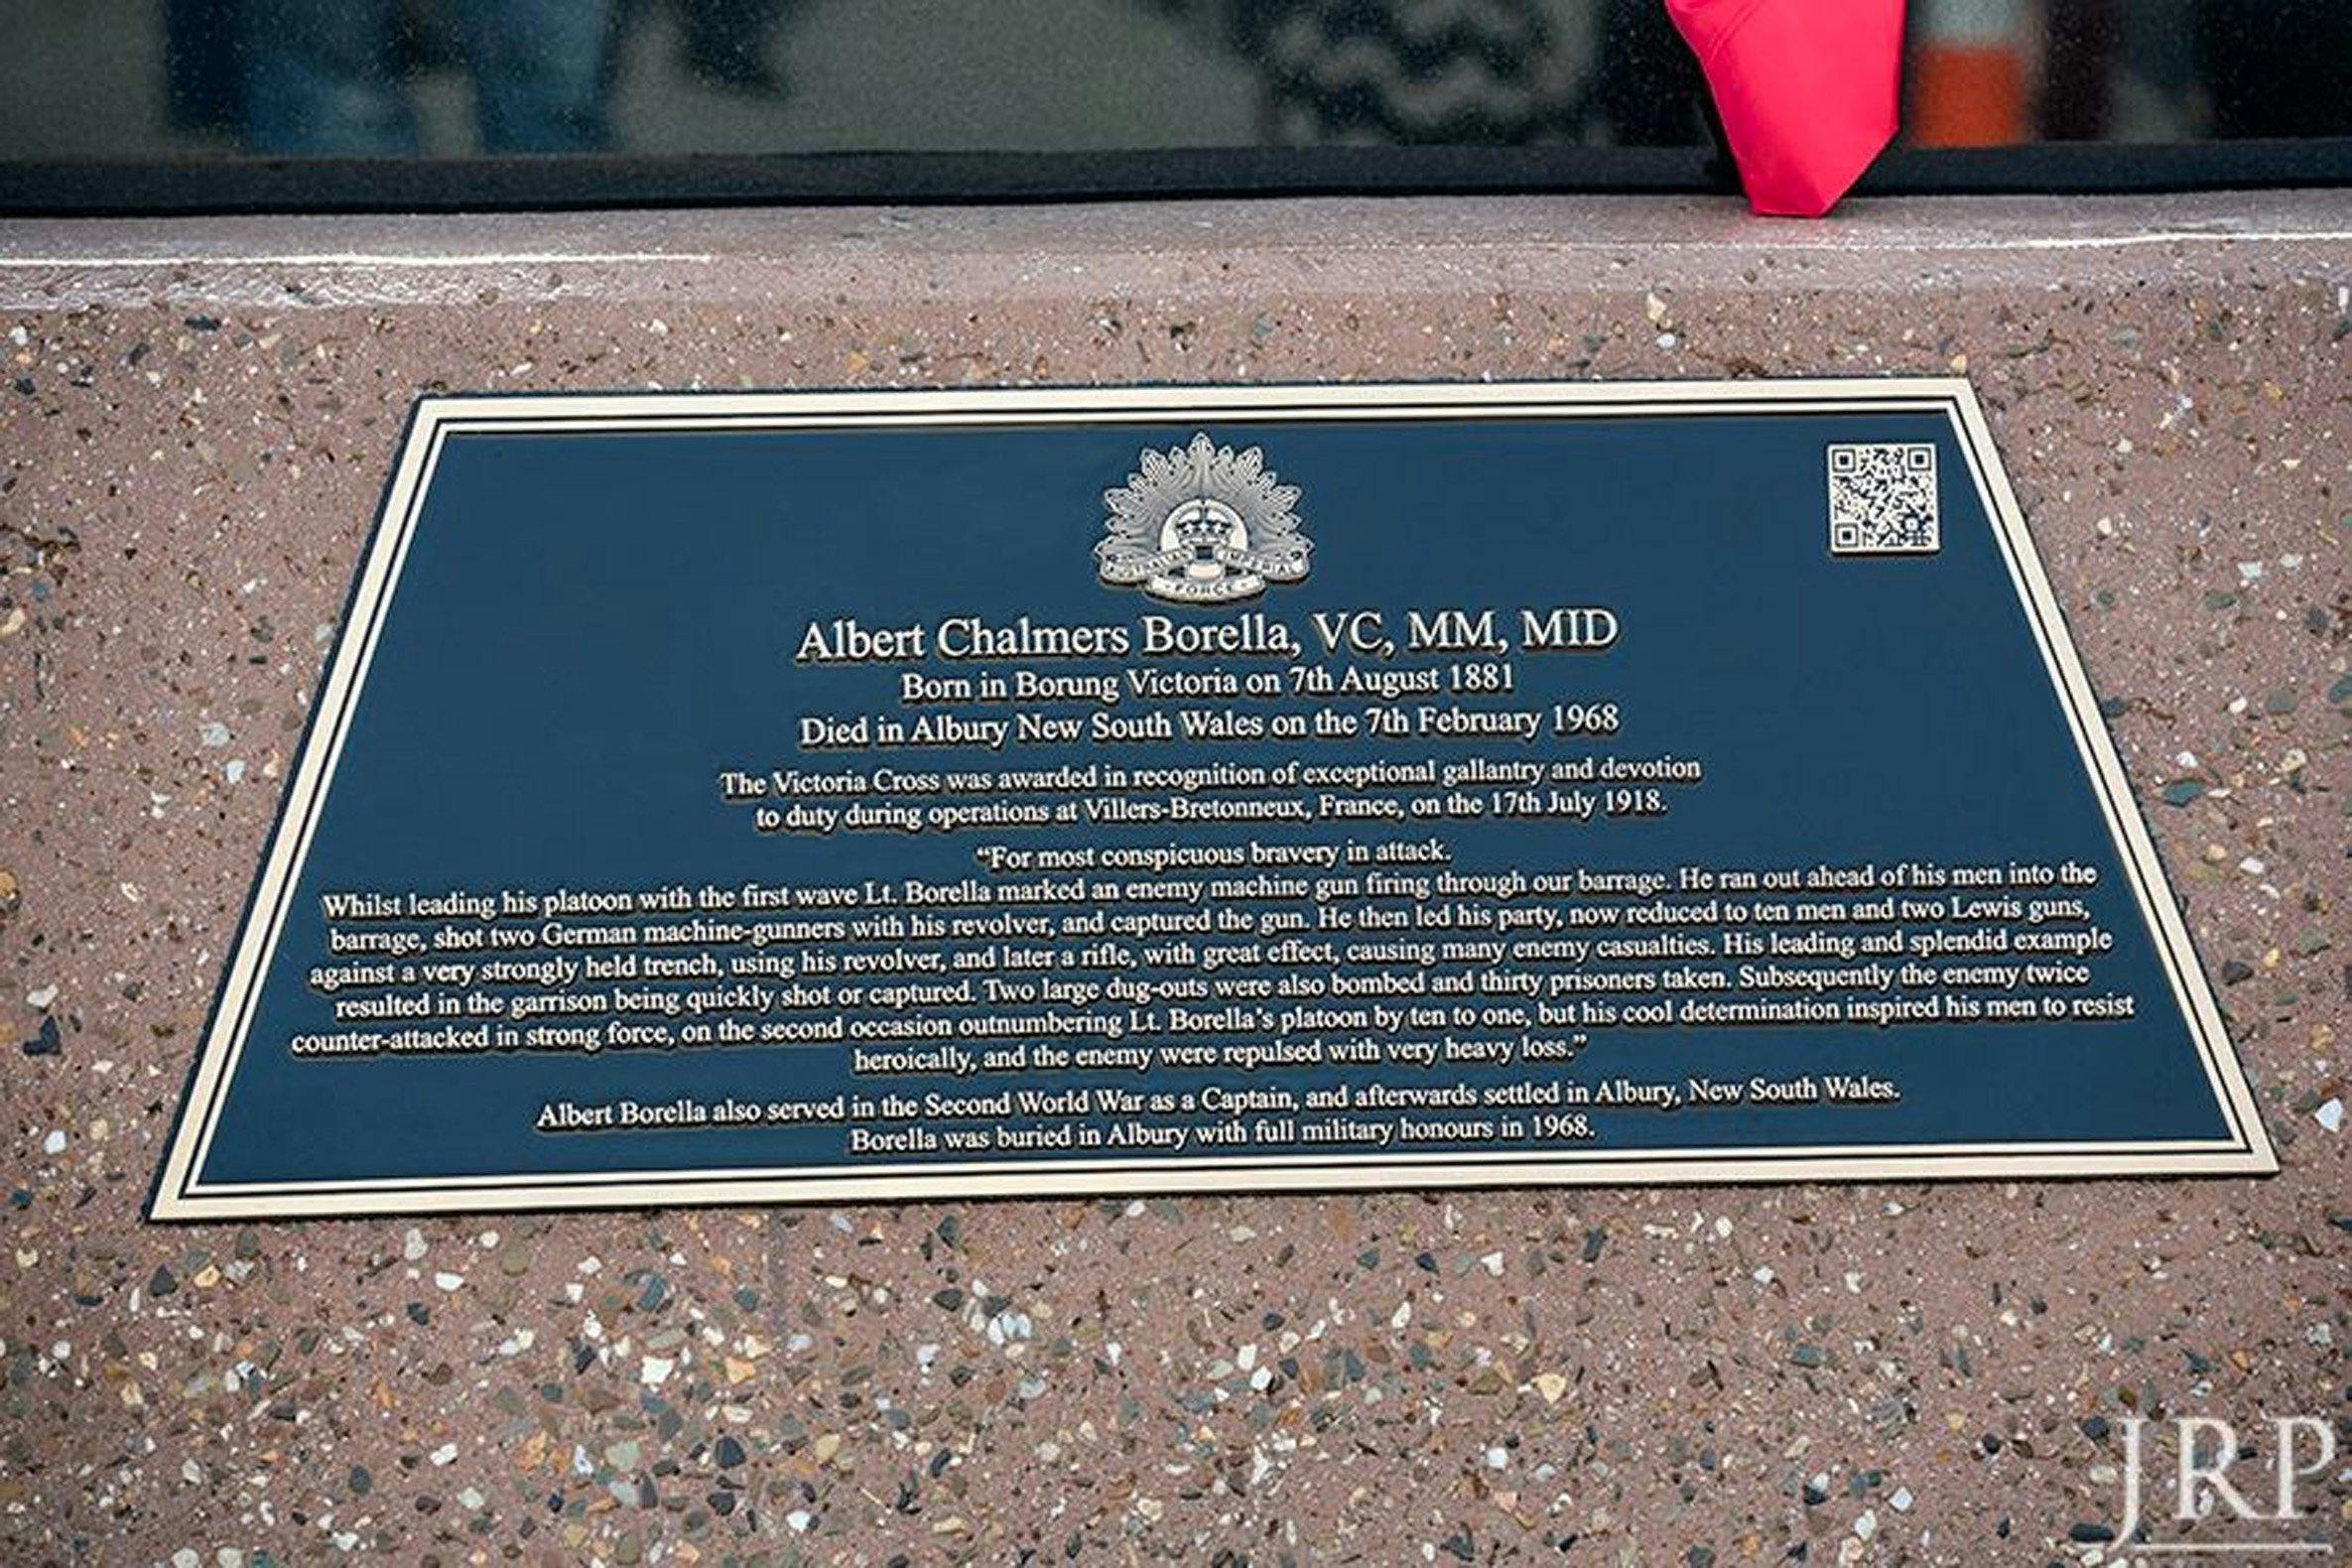 AUSTRALIAN IMPERIAL
FORCE
Albert Chalmers Borella, VC, MM, MID
Born in Borung Victoria on 7th August 1881
Died in Albury New South Wales on the 7th February 1968
The Victoria Cross was awarded in recognition of exceptional gallantry and devotion
to duty during operations at Villers-Bretonneux, France, on the 17th July 1918.
“For most conspicuous bravery in attack.
Whilst leading his platoon with the first wave Lt. Borella marked an enemy machine gun firing through our barrage. He ran out ahead of his men into the
barrage, shot two German machine-gunners with his revolver, and captured the gun. He then led his party, now reduced to ten men and two Lewis guns,
against a very strongly held trench, using his revolver, and later a rifle, with great effect, causing many enemy casualties. His leading and splendid example
resulted in the garrison being quickly shot or captured. Two large dug-outs were also bombed and thirty prisoners taken. Subsequently the enemy twice
counter-attacked in strong force, on the second occasion outnumbering Lt. Borella’s platoon by ten to one, but his cool determination inspired his men to resist
heroically, and the enemy were repulsed with very heavy loss.”
Albert Borella also served in the Second World War as a Captain, and afterwards settled in Albury, New South Wales.
Borella was buried in Albury with full military honours in 1968.
JRP